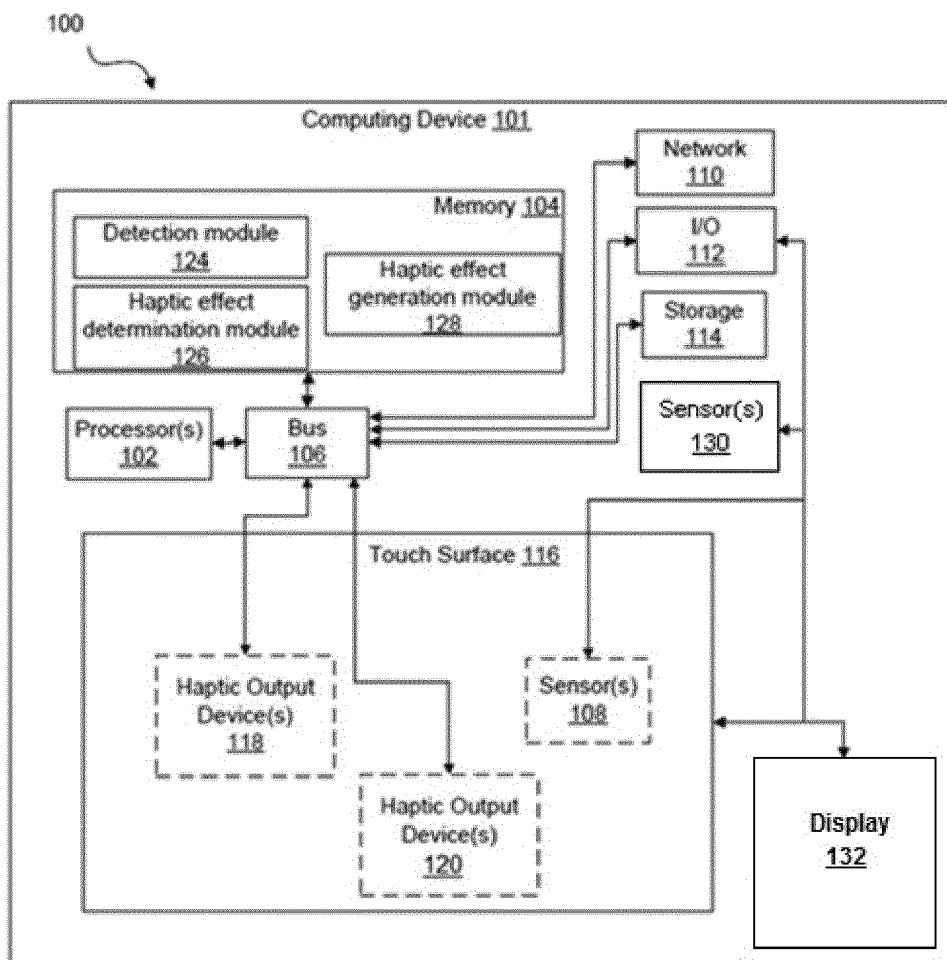 100
Computing Device 101
Network
110
Memory 104
I/O
112
Detection module
124
Haptic effect
generation module
128
Haptic effect
determination module
126
Storage
114
Sensor(s)
130
Processor(s)
102
Bus
106
Touch Surface 116
Haptic Output
Device(s)
118
Sensor(s)
108
Haptic Output
Device(s)
120
Display
132